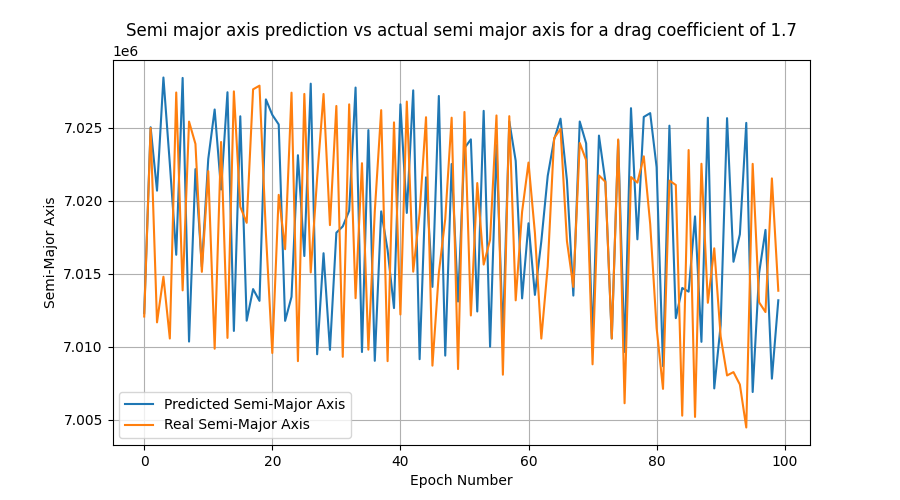 Semi major axis prediction vs actual semi major axis for a drag coefficient of 1.7
1e6
7.025
7.020
7.015
7.010
7.005
Semi-Major Axis
Predicted Semi-Major Axis
Real Semi-Major Axis
0 20 40 60 80 100
Epoch Number